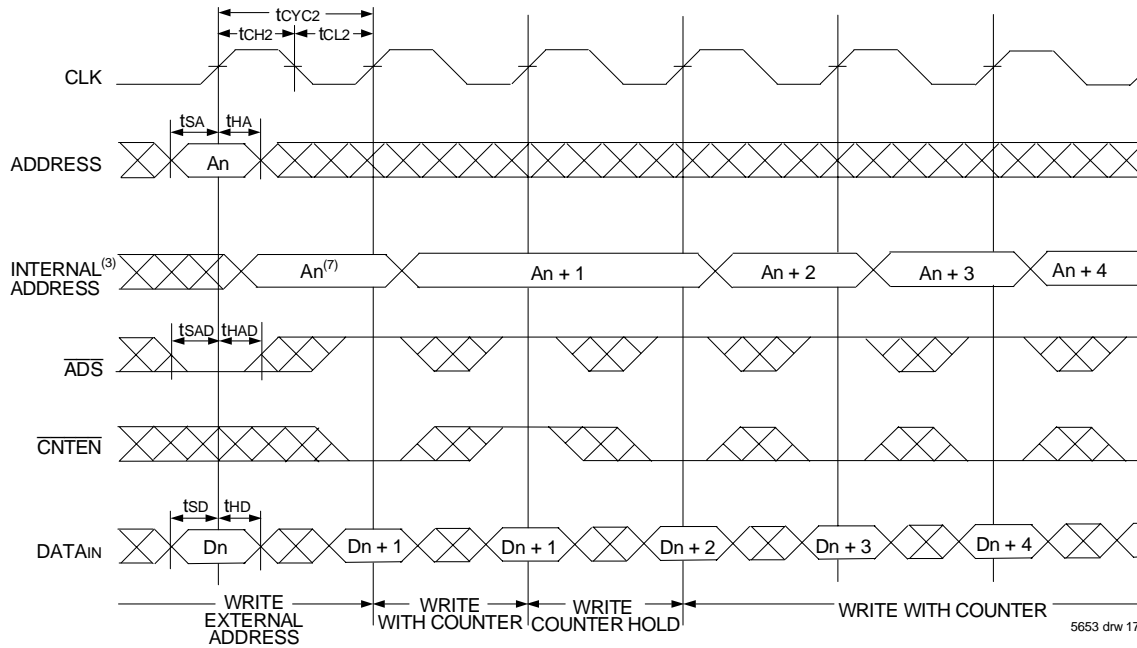 tCYC2
tCH2 tCL2
CLK
tSA tHA
ADDRESS An
INTERNAL(3)
ADDRESS
An(7) An + 1 An + 2 An + 3 An + 4
tSAD tHAD
ADS
CNTEN
tSD tHD
DATAIN Dn Dn + 1 Dn + 1 Dn + 2 Dn + 3 Dn + 4
WRITE
EXTERNAL
ADDRESS
WRITE
WITH COUNTER
WRITE
COUNTER HOLD
WRITE WITH COUNTER
5653 drw 17